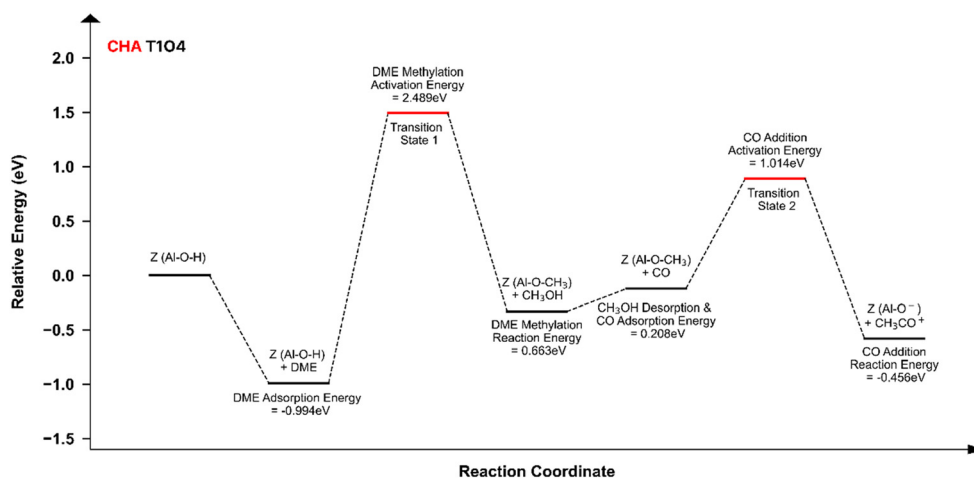 CHA T1O4
Relative Energy (eV)
2.0
1.5
1.0
0.5
0.0
−0.5
−1.0
−1.5
Z (Al-O-H)
Z (Al-O-H)
+ DME
DME Adsorption Energy
= -0.994eV
DME Methylation
Activation Energy
= 2.489eV
Transition
State 1
Z (Al-O-CH₃)
+ CH₃OH
DME Methylation
Reaction Energy
= 0.663eV
Z (Al-O-CH₃)
+ CO
CH₃OH Desorption &
CO Adsorption Energy
= 0.208eV
CO Addition
Activation Energy
= 1.014eV
Transition
State 2
Z (Al-O⁻)
+ CH₃CO⁺
CO Addition
Reaction Energy
= -0.456eV
Reaction Coordinate